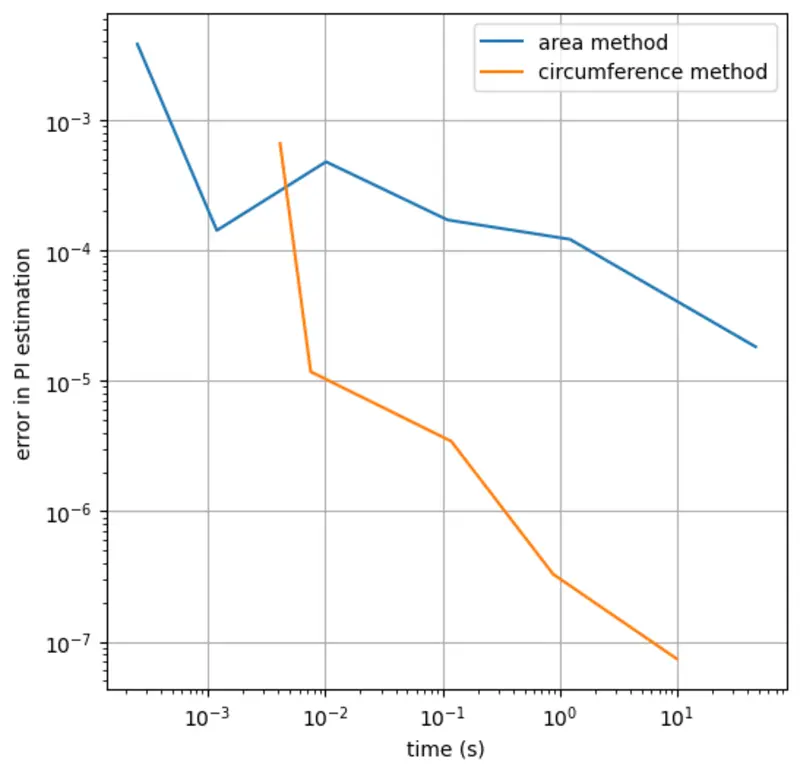 area method
circumference method
10⁻³
10⁻⁴
10⁻⁵
10⁻⁶
10⁻⁷
error in PI estimation
10⁻³
10⁻²
10⁻¹
10⁰
10¹
time (s)